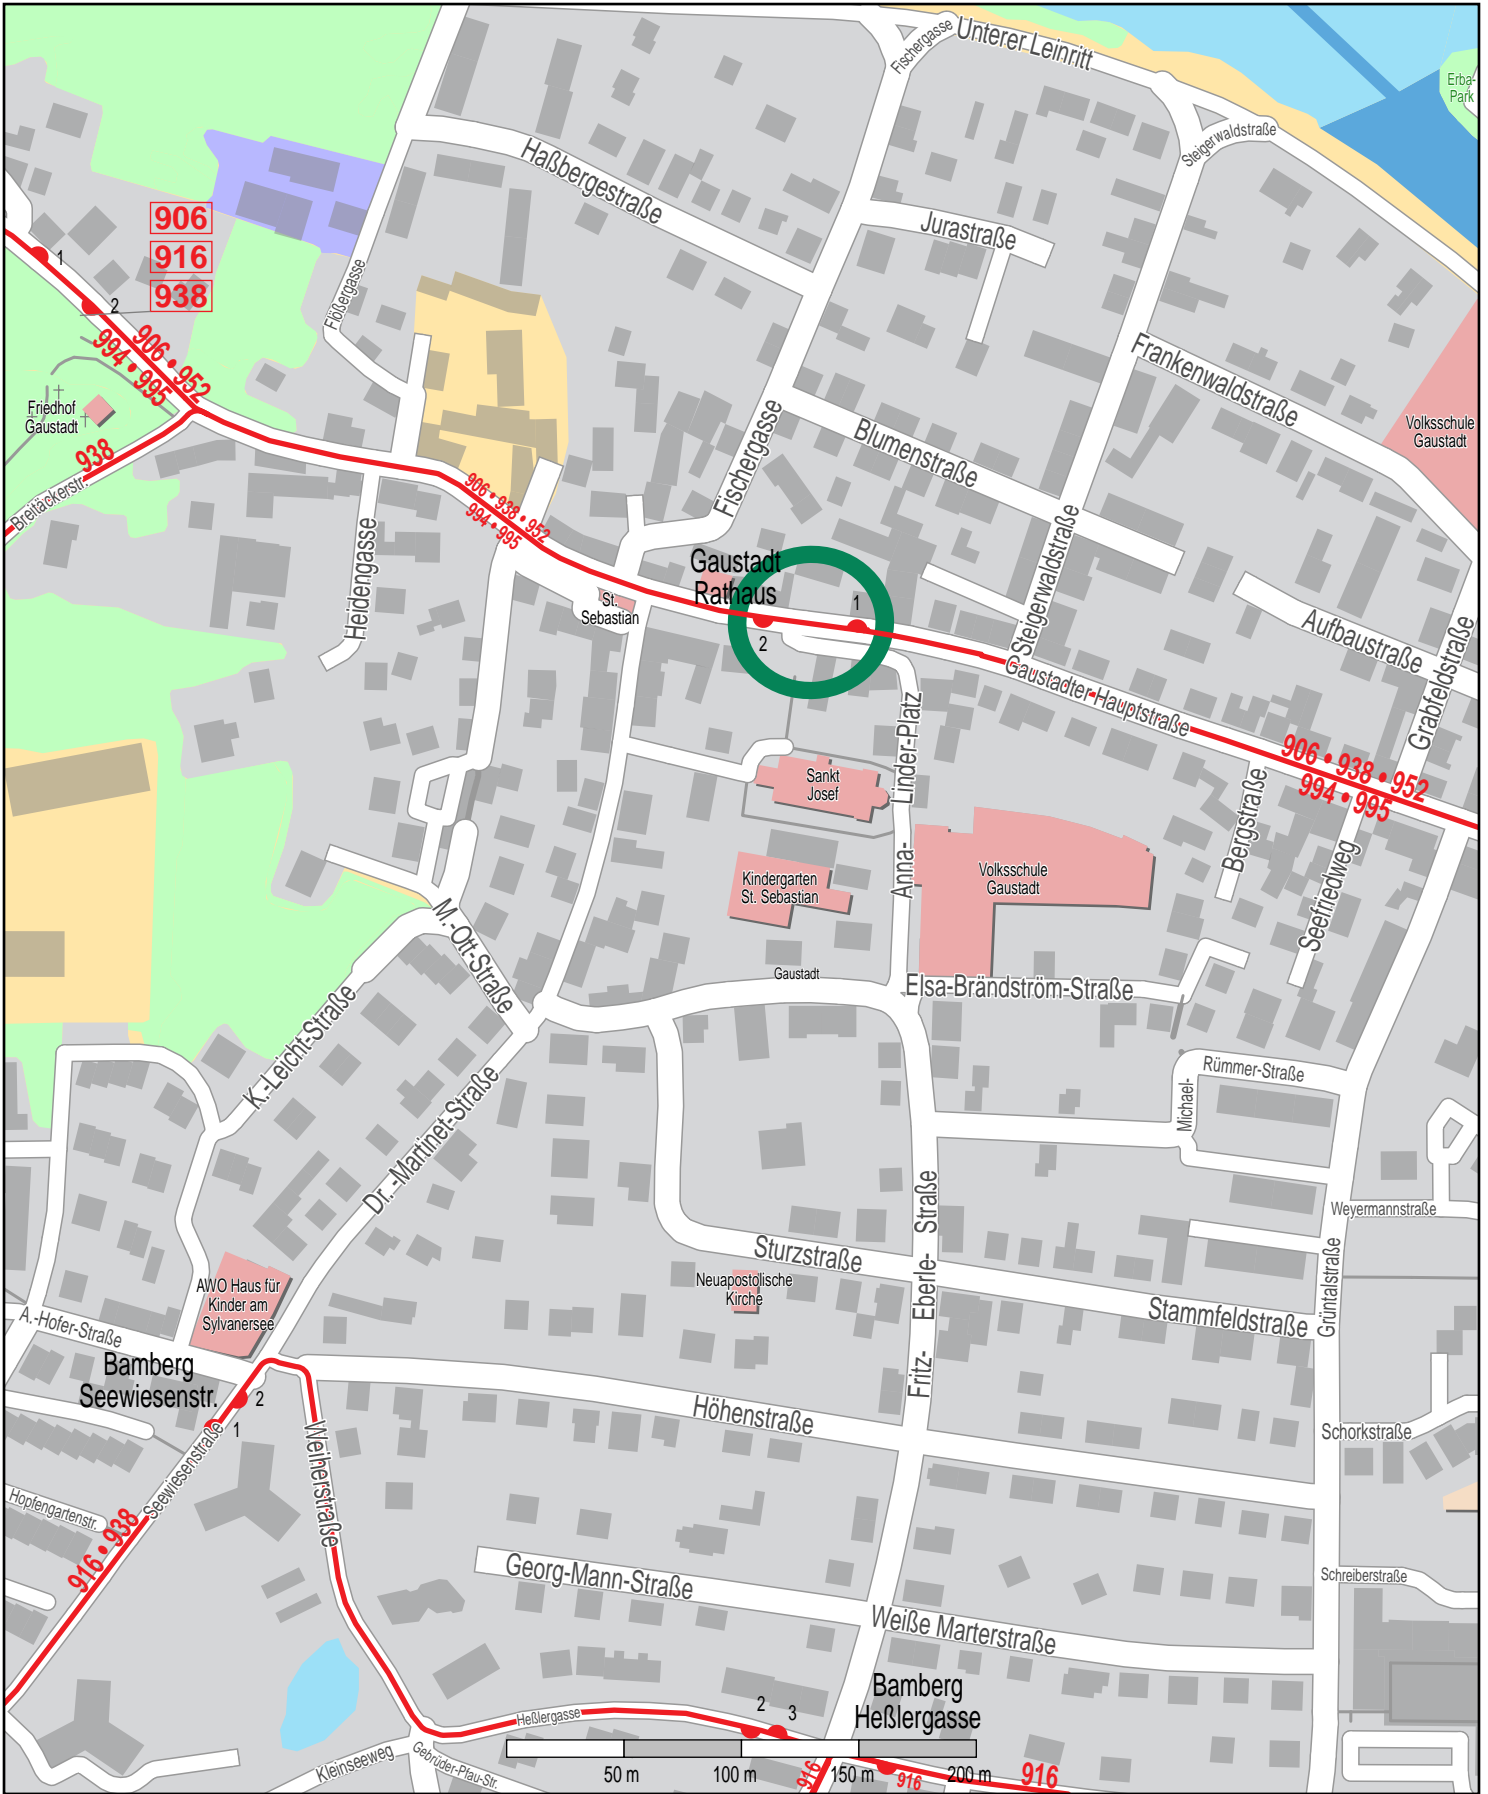 Unterer Leinritt
Fischergasse
Erba-
Park
Steigerwaldstraße
Haßbergestraße
906
916
938
Jurastraße
1
2
Flößergasse
906 • 952
994 • 995
Frankenwaldstraße
Friedhof
Gaustadt
Volksschule
Gaustadt
938
Breitäckerstr.
Fischergasse
Blumenstraße
906 • 938 • 952
994 • 995
Heidengasse
Steigerwaldstraße
Gaustadt
Rathaus
1
2
St.
Sebastian
Aufbaustraße
Grabfeldstraße
Gaustadter Hauptstraße
906 • 938 • 952
994 • 995
Anna- Linder-Platz
Sankt
Josef
Bergstraße
Seefriedweg
Volksschule
Gaustadt
Kindergarten
St. Sebastian
M.-Ott-Straße
Gaustadt
Elsa-Brändström-Straße
K.-Leicht-Straße
Rümmer-Straße
Michael-
Dr.-Martinet-Straße
Weyermannstraße
Sturzstraße
Fritz- Eberle- Straße
Neuapostolische
Kirche
AWO Haus für
Kinder am
Sylvanersee
Stammfeldstraße
Grüntalstraße
A.-Hofer-Straße
Bamberg
Seewiesenstr.
2
1
Höhenstraße
Schorkstraße
Weiherstraße
Seewiesenstraße
Hopfengartenstr.
916 • 938
Georg-Mann-Straße
Schreiberstraße
Weiße Marterstraße
Bamberg
Heßlergasse
2
3
Heßlergasse
Kleinseeweg
Gebrüder-Pfau-Str.
50 m
100 m
150 m
200 m
916
916
916